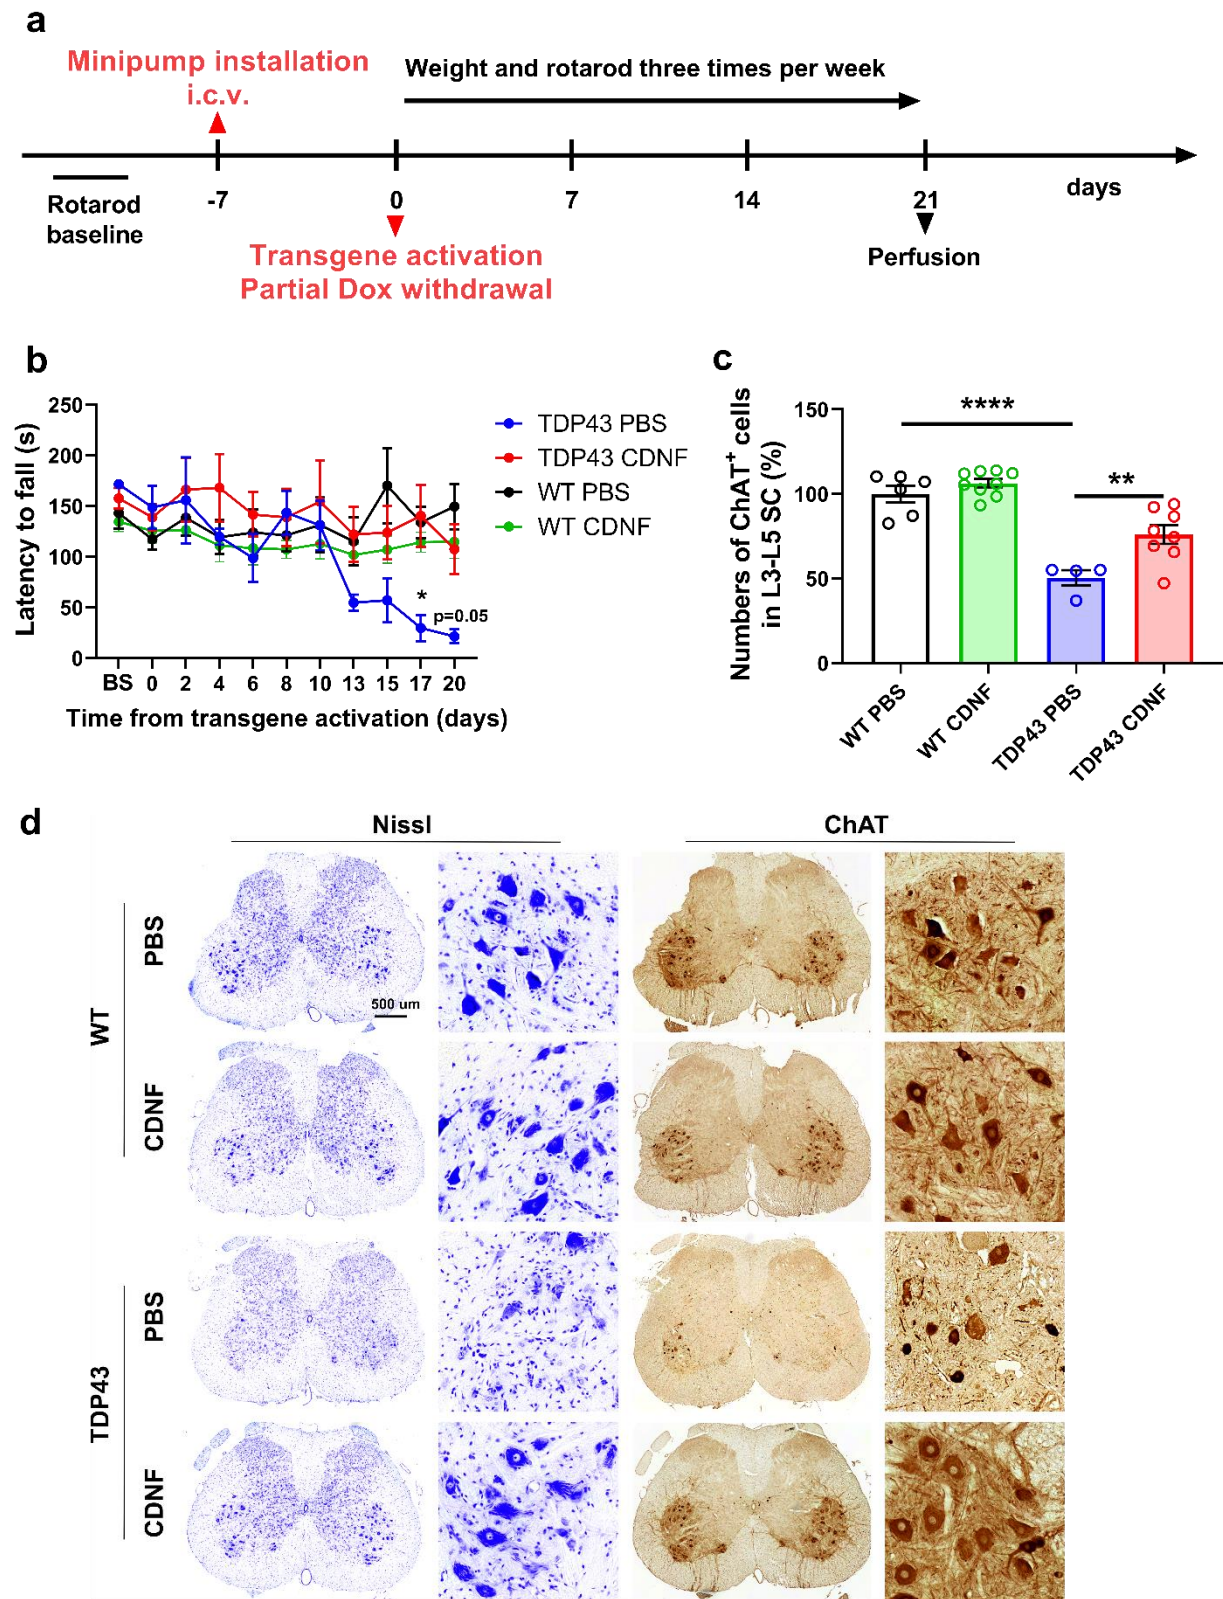 a
Minipump installation
i.c.v.
Weight and rotarod three times per week
Rotarod
baseline
-7
0
7
14
21
days
Transgene activation
Partial Dox withdrawal
Perfusion
b
Latency to fall (s)
250
200
150
100
50
0
BS 0 2 4 6 8 10 13 15 17 20
Time from transgene activation (days)
*
p=0.05
TDP43 PBS
TDP43 CDNF
WT PBS
WT CDNF
c
Numbers of ChAT+ cells
in L3-L5 SC (%)
150
100
50
0
****
**
WT PBS
WT CDNF
TDP43 PBS
TDP43 CDNF
d
Nissl
ChAT
WT
PBS
500 um
CDNF
TDP43
PBS
CDNF